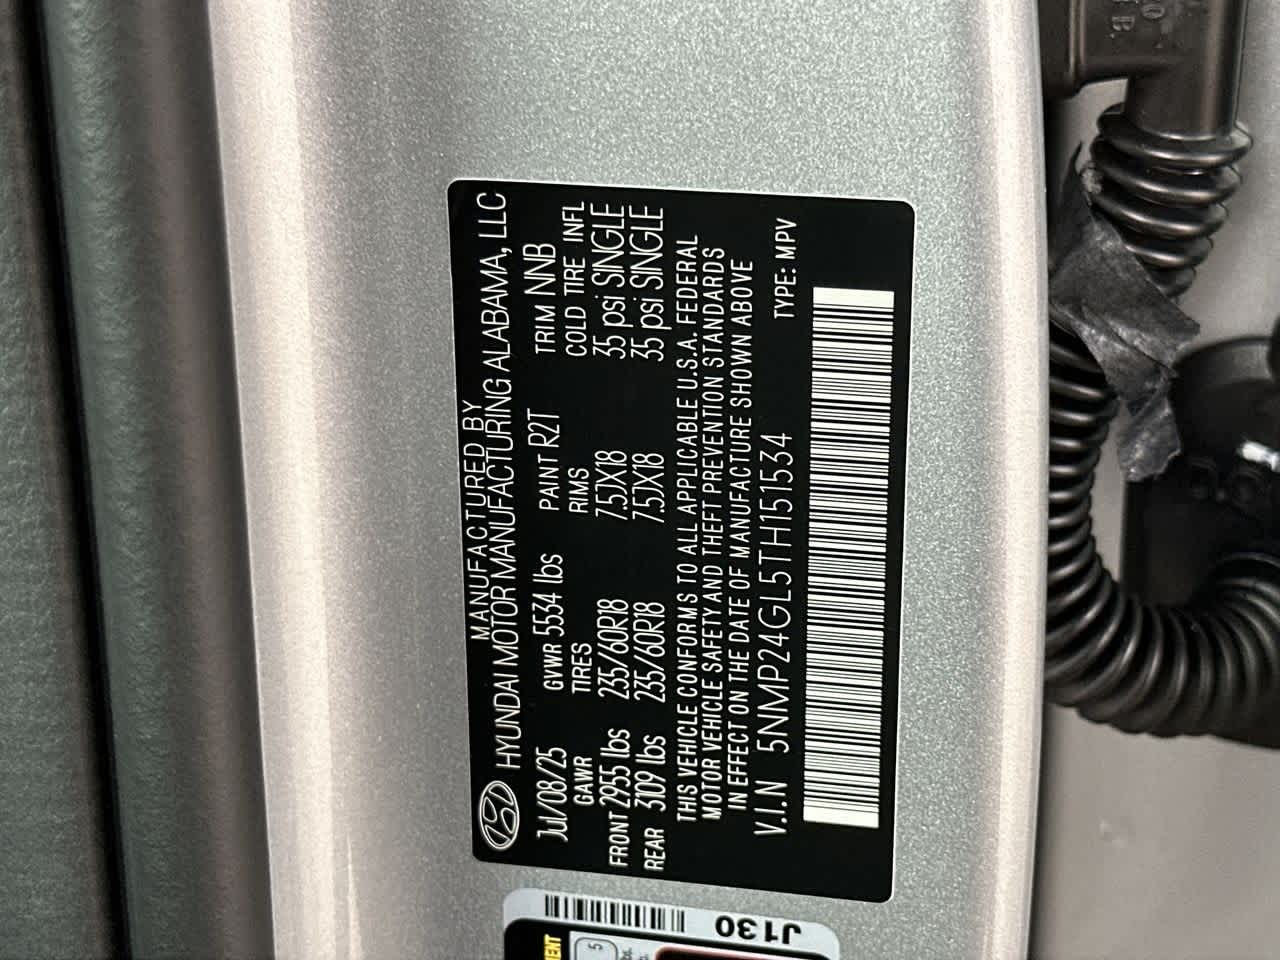 MANUFACTURED BY
HYUNDAI MOTOR MANUFACTURING ALABAMA, LLC
Jul/08/25 GVWR 5534 lbs PAINT R2T TRIM NNB
GAWR TIRES RIMS COLD TIRE INFL
FRONT 2955 lbs 235/60R18 7.5JX18 35 psi SINGLE
REAR 3109 lbs 235/60R18 7.5JX18 35 psi SINGLE
THIS VEHICLE CONFORMS TO ALL APPLICABLE U.S.A. FEDERAL
MOTOR VEHICLE SAFETY AND THEFT PREVENTION STANDARDS
IN EFFECT ON THE DATE OF MANUFACTURE SHOWN ABOVE
V.I.N 5NMP24GL5TH151534 TYPE: MPV
J130
5